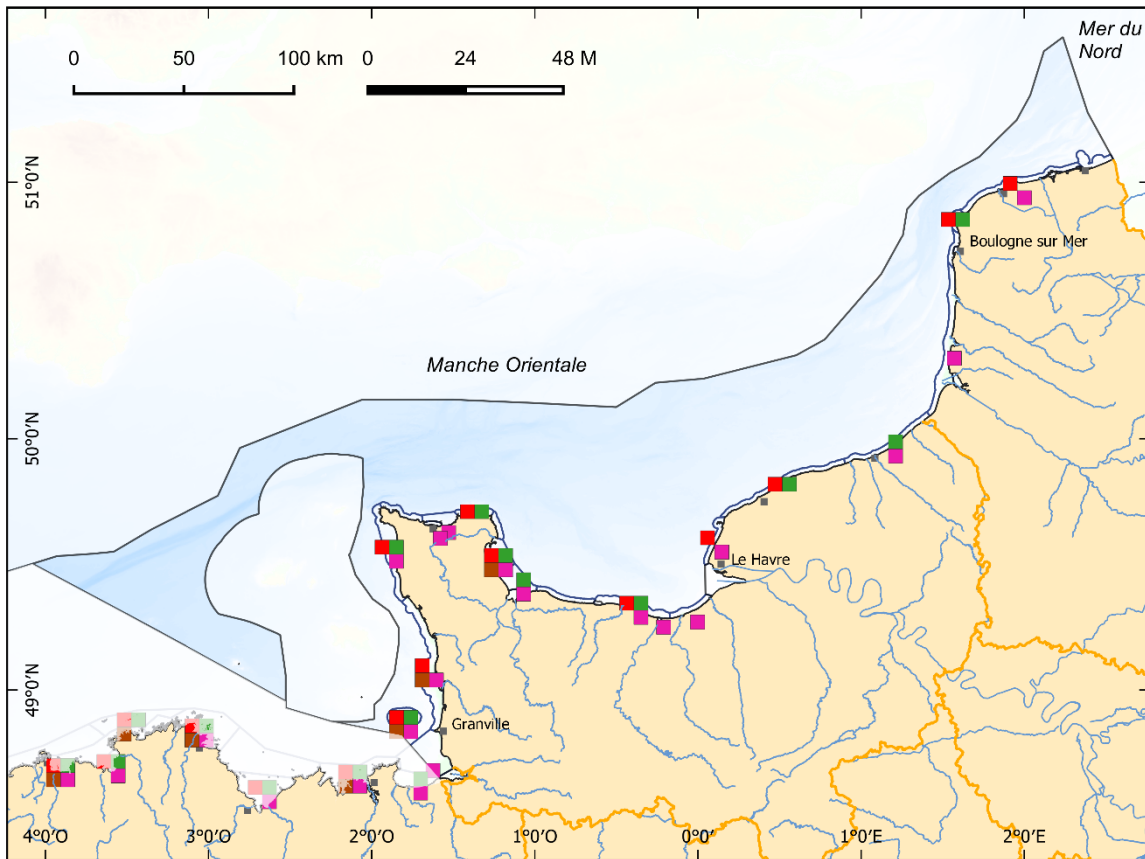 Mer du
Nord
0 50 100 km
0 24 48 M
51°0′N
Boulogne sur Mer
Manche Orientale
50°0′N
Le Havre
49°0′N
Granville
4°0′O 3°0′O 2°0′O 1°0′O 0°0′ 1°0′E 2°0′E